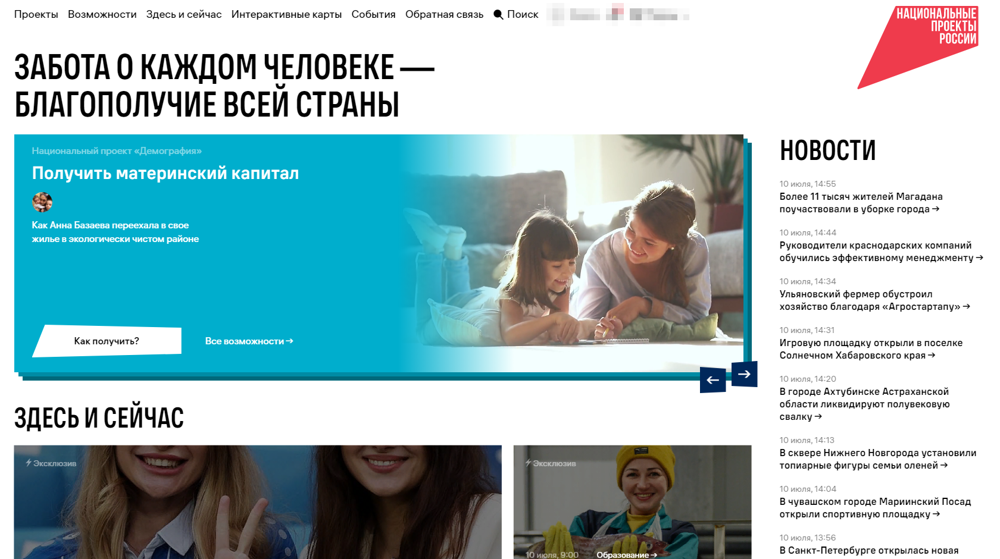 Проекты Возможности Здесь и сейчас Интерактивные карты События Обратная связь Поиск
НАЦИОНАЛЬНЫЕ
ПРОЕКТЫ
РОССИИ
ЗАБОТА О КАЖДОМ ЧЕЛОВЕКЕ —
БЛАГОПОЛУЧИЕ ВСЕЙ СТРАНЫ
Национальный проект «Демография»
Получить материнский капитал
Как Анна Базаева переехала в свое
жилье в экологически чистом районе
Как получить?
Все возможности →
← →
ЗДЕСЬ И СЕЙЧАС
Эксклюзив
Эксклюзив
10 июля, 9:00
Образование →
НОВОСТИ
10 июля, 14:55
Более 11 тысяч жителей Магадана
поучаствовали в уборке города →
10 июля, 14:44
Руководители краснодарских компаний
обучились эффективному менеджменту →
10 июля, 14:34
Ульяновский фермер обустроил
хозяйство благодаря «Агростартапу» →
10 июля, 14:31
Игровую площадку открыли в поселке
Солнечном Хабаровского края →
10 июля, 14:20
В городе Ахтубинске Астраханской
области ликвидируют полувековую
свалку →
10 июля, 14:13
В сквере Нижнего Новгорода установили
топиарные фигуры семьи оленей →
10 июля, 14:04
В чувашском городе Мариинский Посад
открыли спортивную площадку →
10 июля, 13:56
В Санкт-Петербурге открылась новая